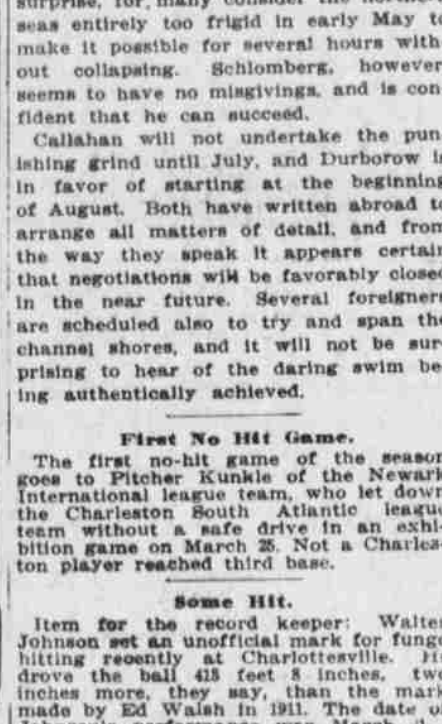 surprise, for, many consider the
seas entirely too frigid in early May t
make it possible for several hours with-
out collapsing. Schlomberg, however
seems to have no misgivings, and is con-
fident that he can succeed.
Callahan will not undertake the pun-
ishing grind until July, and Durborow i
in favor of starting at the beginning
of August. Both have written abroad to
arrange all matters of detail, and from
the way they speak it appears certain
that negotiations will be favorably closed
in the near future. Several foreigners
are scheduled also to try and span the
channel shores, and it will not be sur-
prising to hear of the daring swim be-
ing authentically achieved.
First No Hit Game.
The first no-hit game of the season
goes to Pitcher Kunkle of the Newark
International league team, who let down
the Charleston South Atlantic league
team without a safe drive in an exhi-
bition game on March 25. Not a Charles-
ton player reached third base.
Some Hit.
Item for the record keeper: Walter
Johnson set an unofficial mark for fungo
hitting recently at Charlottesville. H
drove the ball 418 feet 8 inches, two
inches more, they say, than the mark
made by Ed Walsh in 1911. The date o